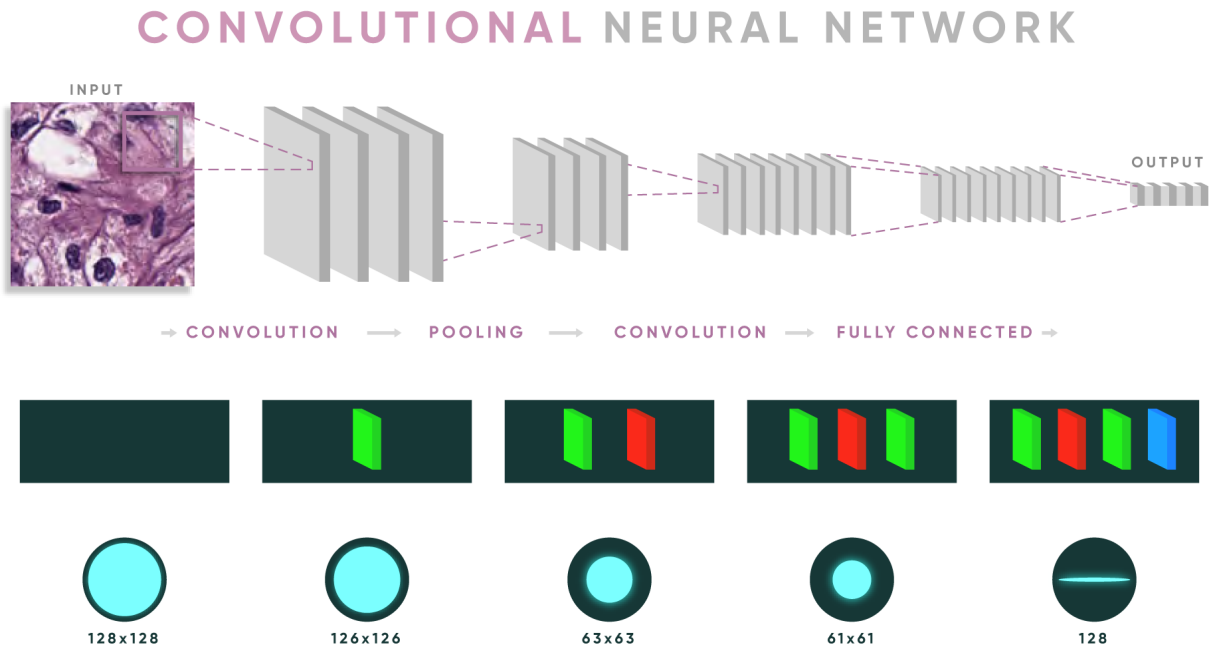 CONVOLUTIONAL NEURAL NETWORK
INPUT
OUTPUT
CONVOLUTION POOLING CONVOLUTION FULLY CONNECTED
128x128 126x126 63x63 61x61 128